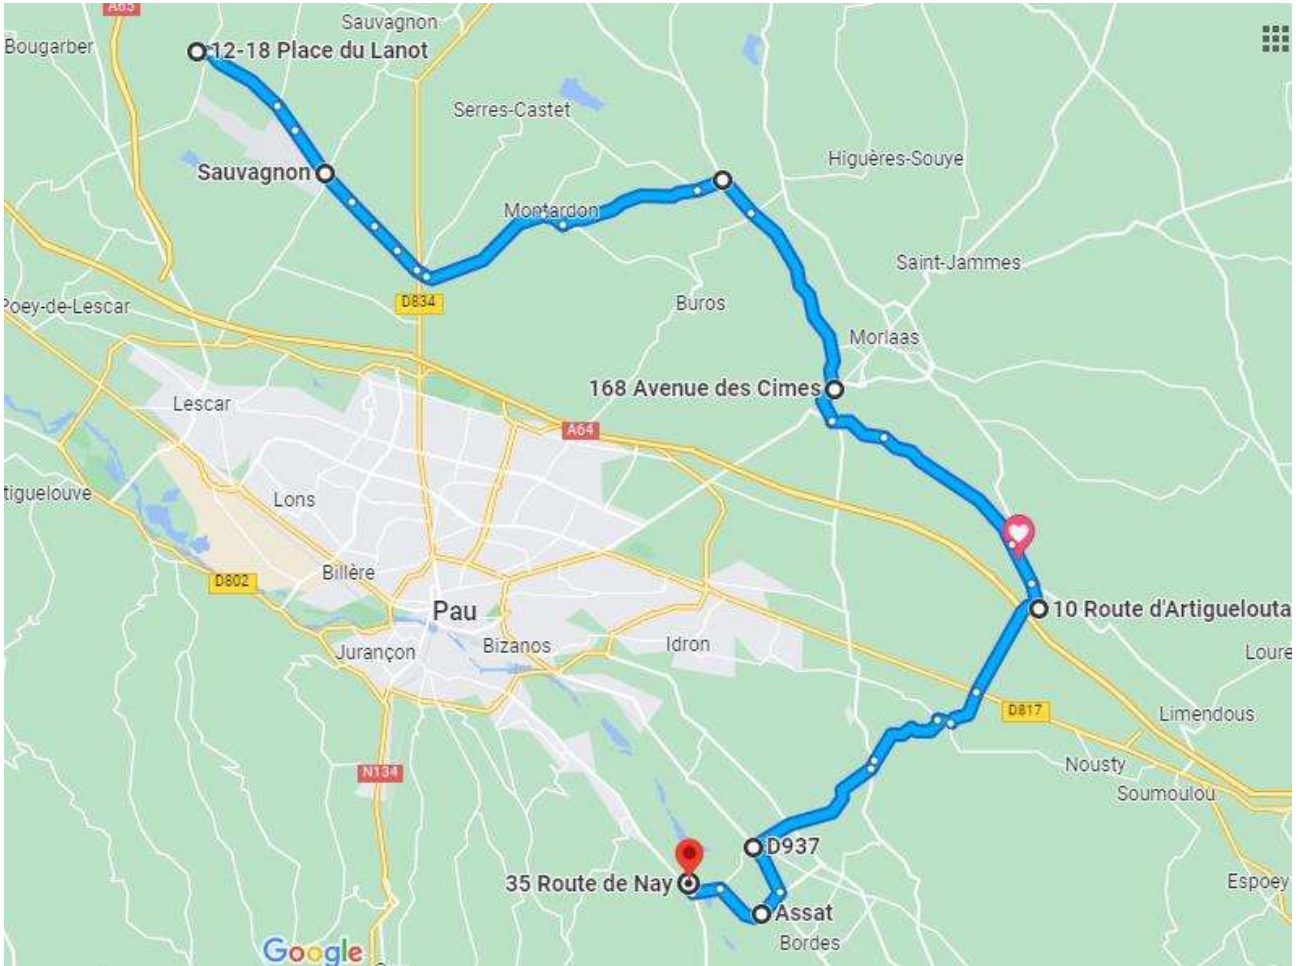 A65
Sauvagnon
Bougarber
12-18 Place du Lanot
Serres-Castet
Higuères-Souye
Sauvagnon
Montardon
Saint-Jammes
D834
Poey-de-Lescar
Buros
Morlaas
168 Avenue des Cimes
Lescar
A64
tiguelouve
Lons
Billère
D802
Pau
10 Route d'Artiguelouta
Jurançon
Bizanos
Idron
Loure
D817
Limendous
N134
Nousty
Soumoulou
D937
35 Route de Nay
Espoey
Assat
Bordes
Google